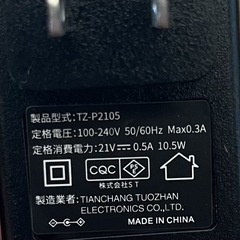 製品型式: TZ-P2105
定格電圧:100-240V 50/60Hz Max0.3A
定格消費電力:21V⎓0.5A 10.5W
CQC
PS
E
株式会社ST
製造業者: TIANCHANG TUOZHAN
ELECTRONICS CO.,LTD.
MADE IN CHINA